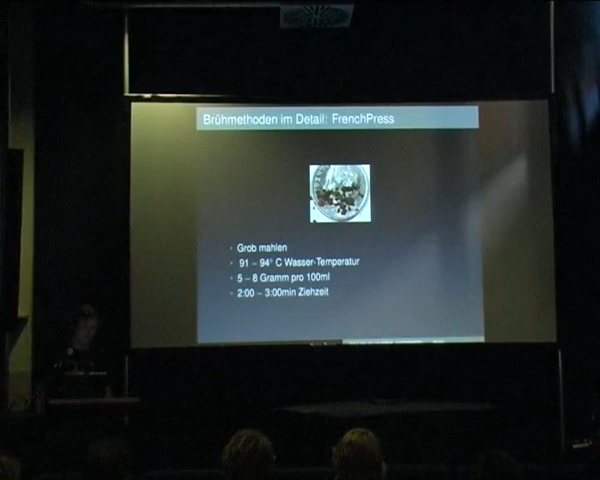 Brühmethoden im Detail: FrenchPress
Grob mahlen
91 – 94° C Wasser-Temperatur
5 – 8 Gramm pro 100ml
2:00 – 3:00min Ziehzeit